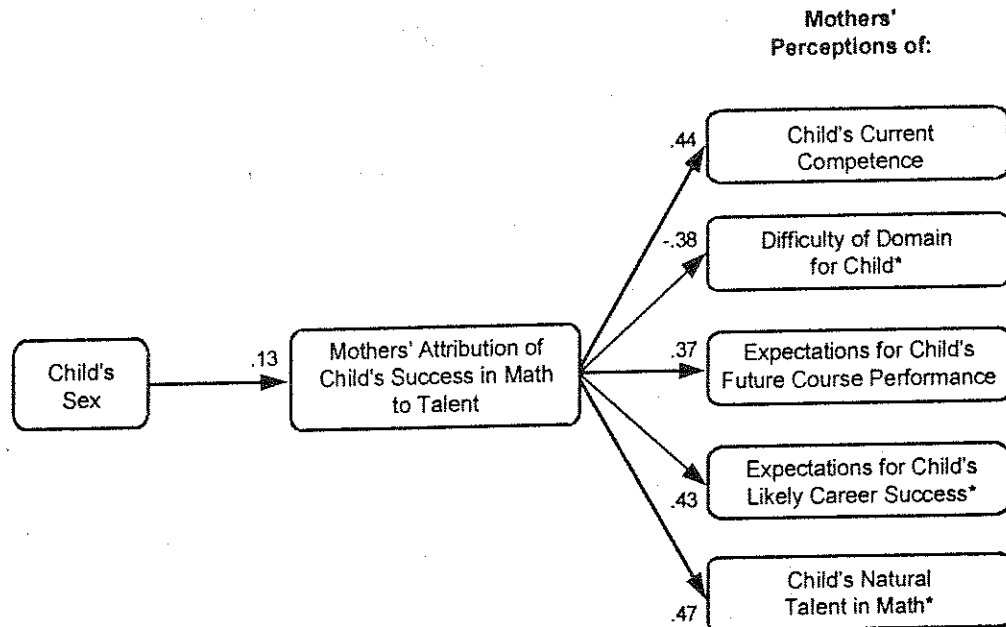 Mothers'
Perceptions of:
.44
Child's Current
Competence
-.38
Difficulty of Domain
for Child*
Child's
Sex
.13
Mothers' Attribution of
Child's Success in Math
to Talent
.37
Expectations for Child's
Future Course Performance
Expectations for Child's
Likely Career Success*
.43
Child's Natural
Talent in Math*
.47